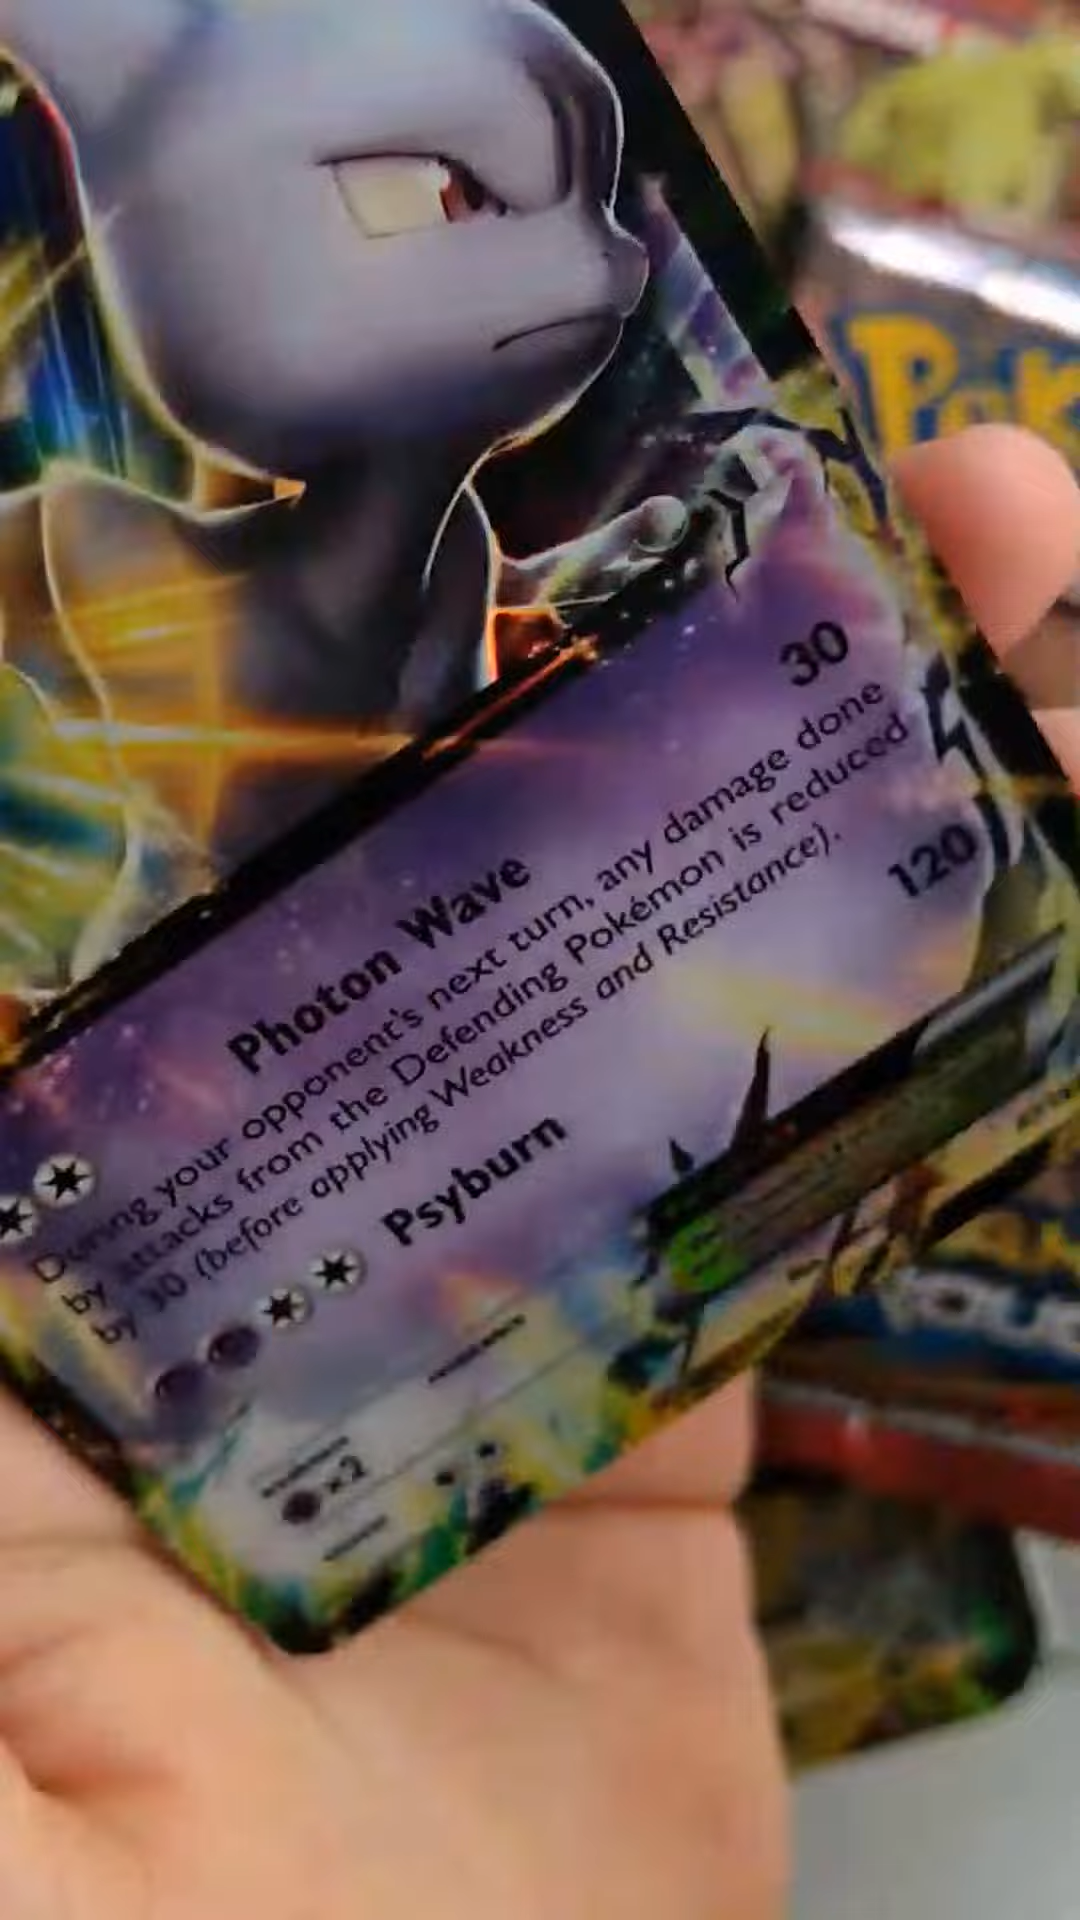 30
Photon Wave
During your opponent's next turn, any damage done
by attacks from the Defending Pokémon is reduced
by 30 (before applying Weakness and Resistance).
120
Psyburn
×2